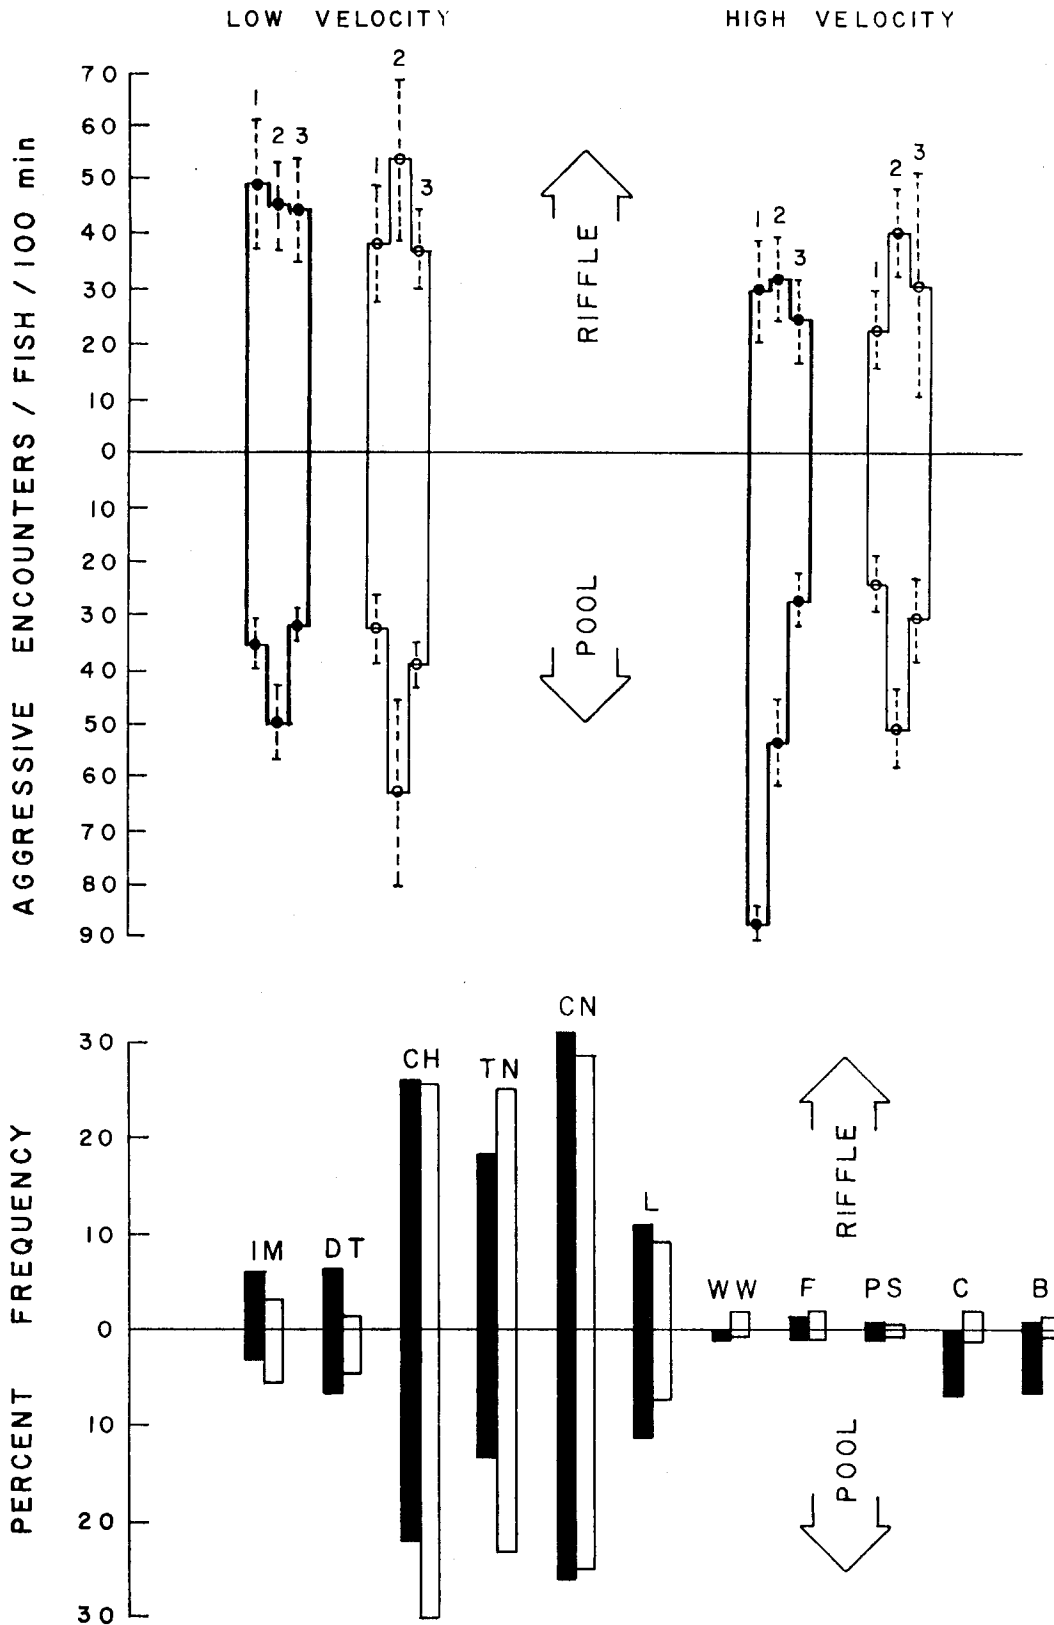 LOW VELOCITY HIGH VELOCITY
AGGRESSIVE ENCOUNTERS / FISH / 100 min
70
60
50
40
30
20
10
0
10
20
30
40
50
60
70
80
90
1 2 3
1 2 3
1 2 3
1 2 3
RIFFLE
POOL
PERCENT FREQUENCY
30
20
10
0
10
20
30
IM DT CH TN CN L WW F PS C B
RIFFLE
POOL